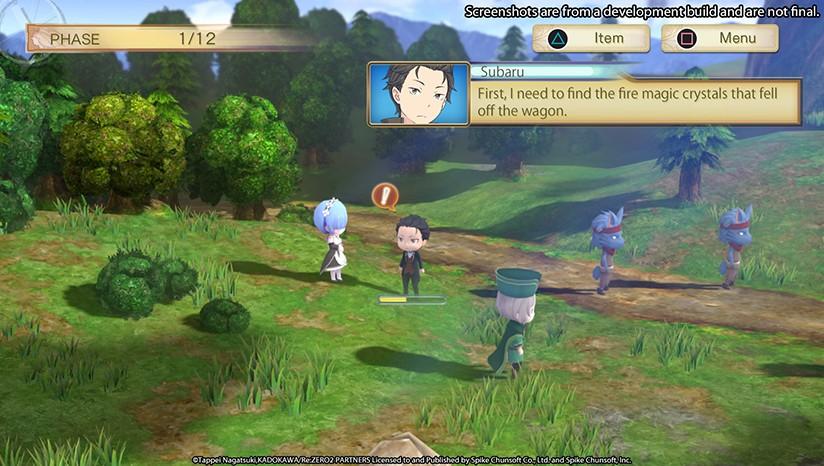 Screenshots are from a development build and are not final.
PHASE 1/12
Item
Menu
Subaru
First, I need to find the fire magic crystals that fell
off the wagon.
!
©Tappei Nagatsuki,KADOKAWA/Re:ZERO2 PARTNERS Licensed to and Published by Spike Chunsoft Co., Ltd. and Spike Chunsoft, Inc.